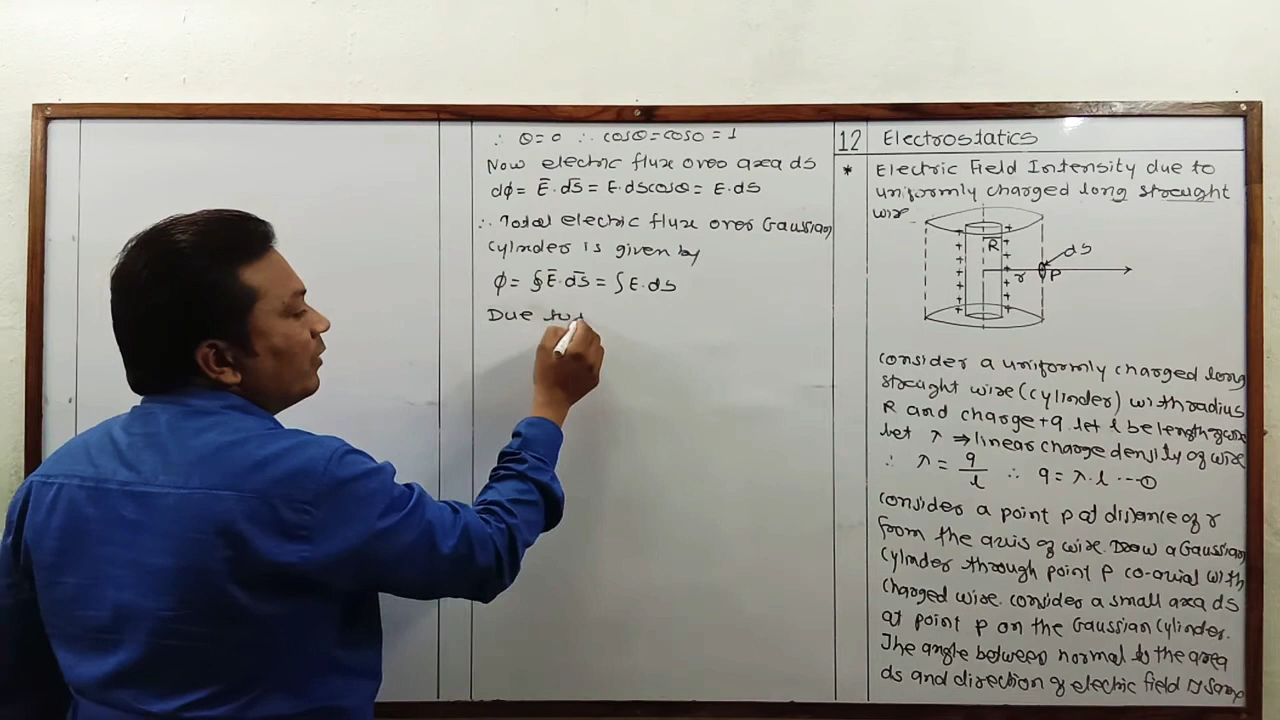 12 Electrostatics
* Electric Field Intensity due to
uniformly charged long streught
wire
R
+ + + + + + +
+ + + + + + +
ds
r
P
Consider a uniformly charged long
streught wire (cylinder) with radius
R and charge +q. let l be length of wire
let λ ⇒ linear charge density of wire
∴ λ = q/l ∴ q = λ.l ---①
Consider a point P at distance of r
from the axis of wire. Draw a Gaussian
Cylinder through point P co-axial with
charged wire. consider a small area ds
at point P on the Gaussian Cylinder.
The angle between normal to the area
ds and direction of electric field is same
∴ θ = 0 ∴ cosθ = cos0 = 1
Now electric flux over area ds
dφ = Ē.ds̄ = E.dscosθ = E.ds
∴ Total electric flux over Gaussian
Cylinder is given by
φ = ∮Ē.ds̄ = ∫E.ds
Due to